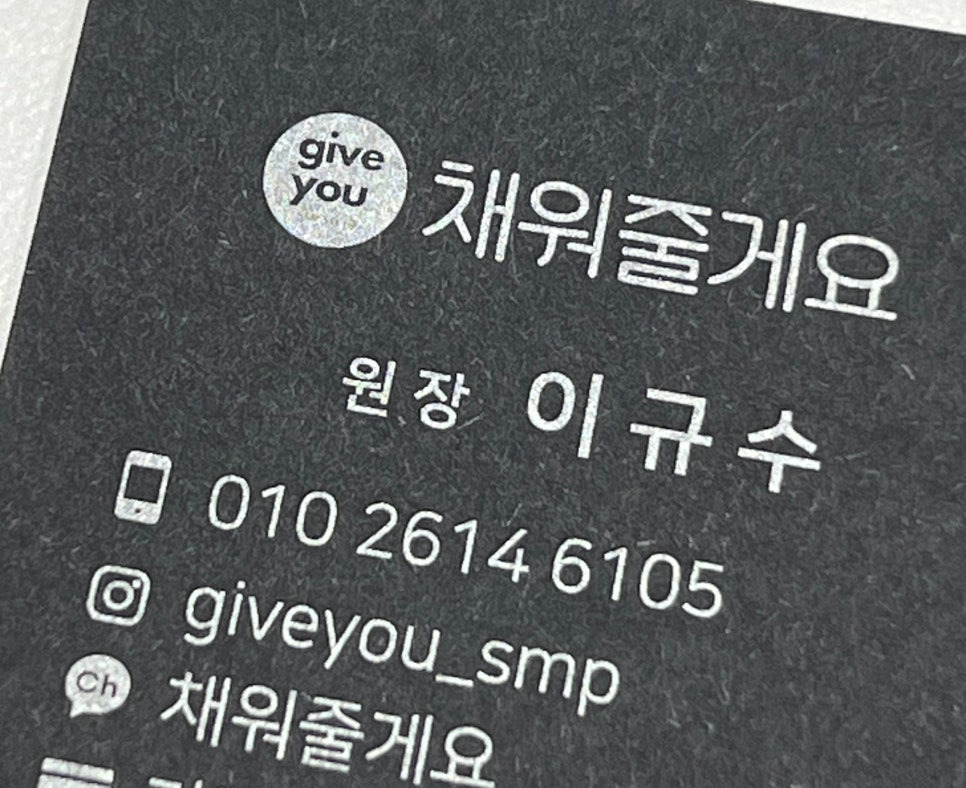 give
you
채워줄게요
원장 이규수
010 2614 6105
giveyou_smp
Ch 채워줄게요